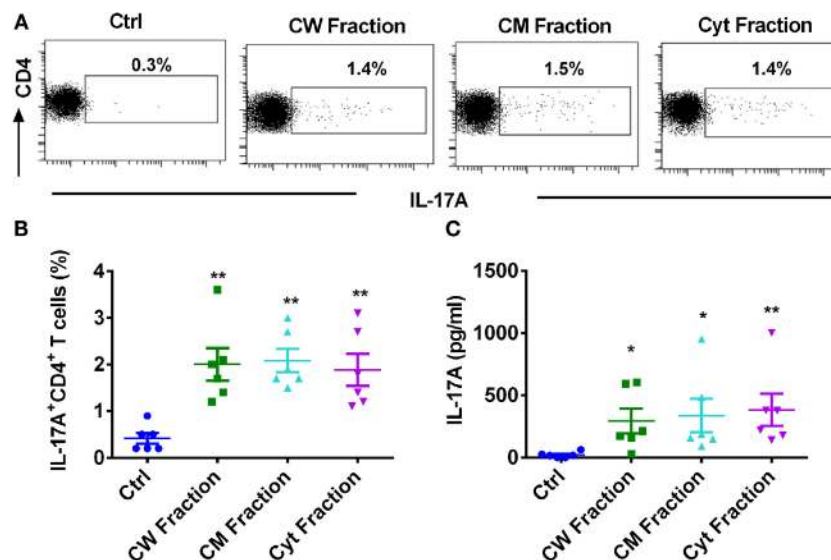 A
Ctrl
CW Fraction
CM Fraction
Cyt Fraction
CD4
0.3%
1.4%
1.5%
1.4%
IL-17A
B
IL-17A⁺CD4⁺ T cells (%)
4
3
2
1
0
**
**
**
Ctrl
CW Fraction
CM Fraction
Cyt Fraction
C
IL-17A (pg/ml)
1500
1000
500
0
*
*
**
Ctrl
CW Fraction
CM Fraction
Cyt Fraction